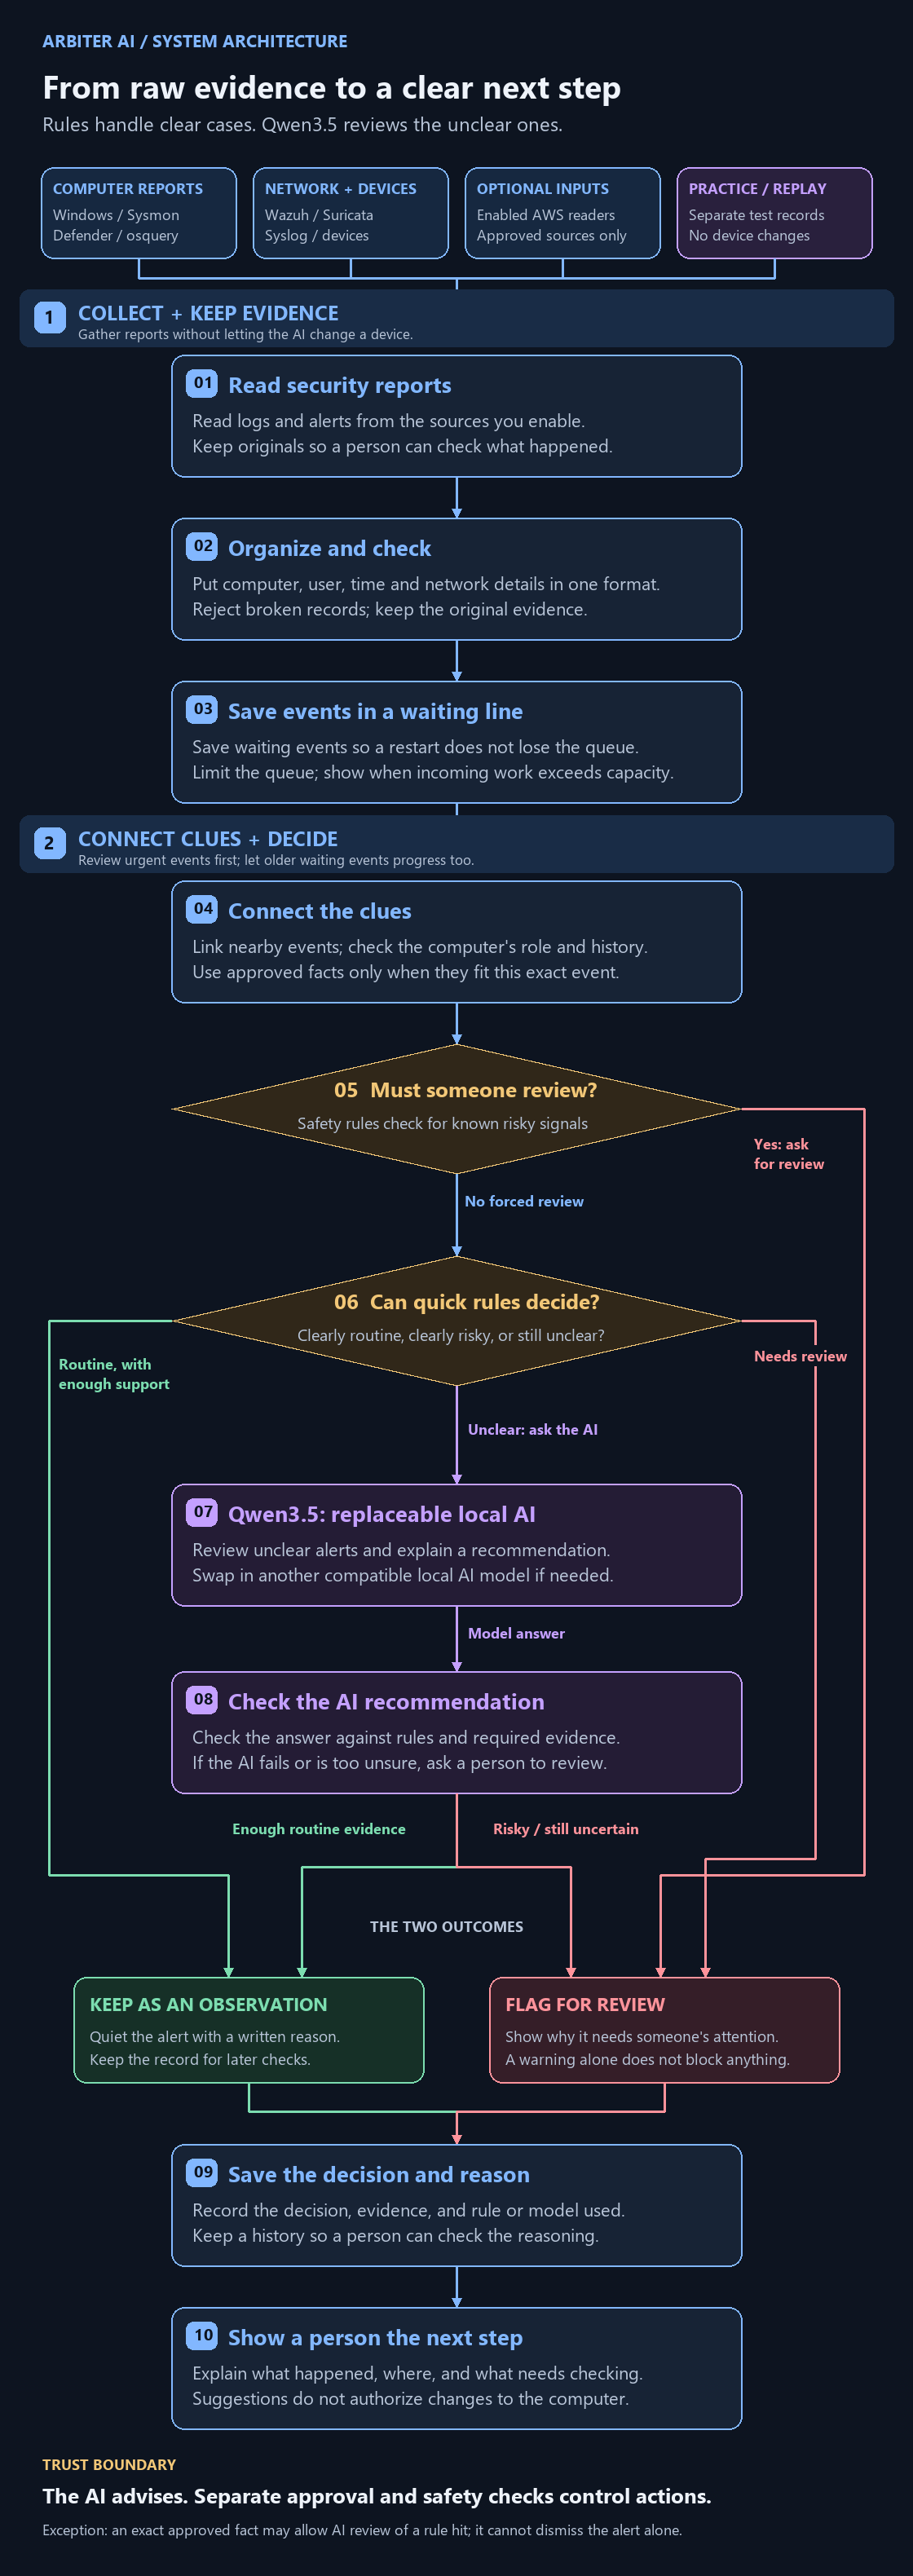 ARBITER AI / SYSTEM ARCHITECTURE
From raw evidence to a clear next step
Rules handle clear cases. Qwen3.5 reviews the unclear ones.
COMPUTER REPORTS
Windows / Sysmon
Defender / osquery
NETWORK + DEVICES
Wazuh / Suricata
Syslog / devices
OPTIONAL INPUTS
Enabled AWS readers
Approved sources only
PRACTICE / REPLAY
Separate test records
No device changes
1 COLLECT + KEEP EVIDENCE
Gather reports without letting the AI change a device.
01 Read security reports
Read logs and alerts from the sources you enable.
Keep originals so a person can check what happened.
02 Organize and check
Put computer, user, time and network details in one format.
Reject broken records; keep the original evidence.
03 Save events in a waiting line
Save waiting events so a restart does not lose the queue.
Limit the queue; show when incoming work exceeds capacity.
2 CONNECT CLUES + DECIDE
Review urgent events first; let older waiting events progress too.
04 Connect the clues
Link nearby events; check the computer's role and history.
Use approved facts only when they fit this exact event.
05 Must someone review?
Safety rules check for known risky signals
Yes: ask
for review
No forced review
06 Can quick rules decide?
Clearly routine, clearly risky, or still unclear?
Routine, with
enough support
Needs review
Unclear: ask the AI
07 Qwen3.5: replaceable local AI
Review unclear alerts and explain a recommendation.
Swap in another compatible local AI model if needed.
Model answer
08 Check the AI recommendation
Check the answer against rules and required evidence.
If the AI fails or is too unsure, ask a person to review.
Enough routine evidence
Risky / still uncertain
THE TWO OUTCOMES
KEEP AS AN OBSERVATION
Quiet the alert with a written reason.
Keep the record for later checks.
FLAG FOR REVIEW
Show why it needs someone's attention.
A warning alone does not block anything.
09 Save the decision and reason
Record the decision, evidence, and rule or model used.
Keep a history so a person can check the reasoning.
10 Show a person the next step
Explain what happened, where, and what needs checking.
Suggestions do not authorize changes to the computer.
TRUST BOUNDARY
The AI advises. Separate approval and safety checks control actions.
Exception: an exact approved fact may allow AI review of a rule hit; it cannot dismiss the alert alone.